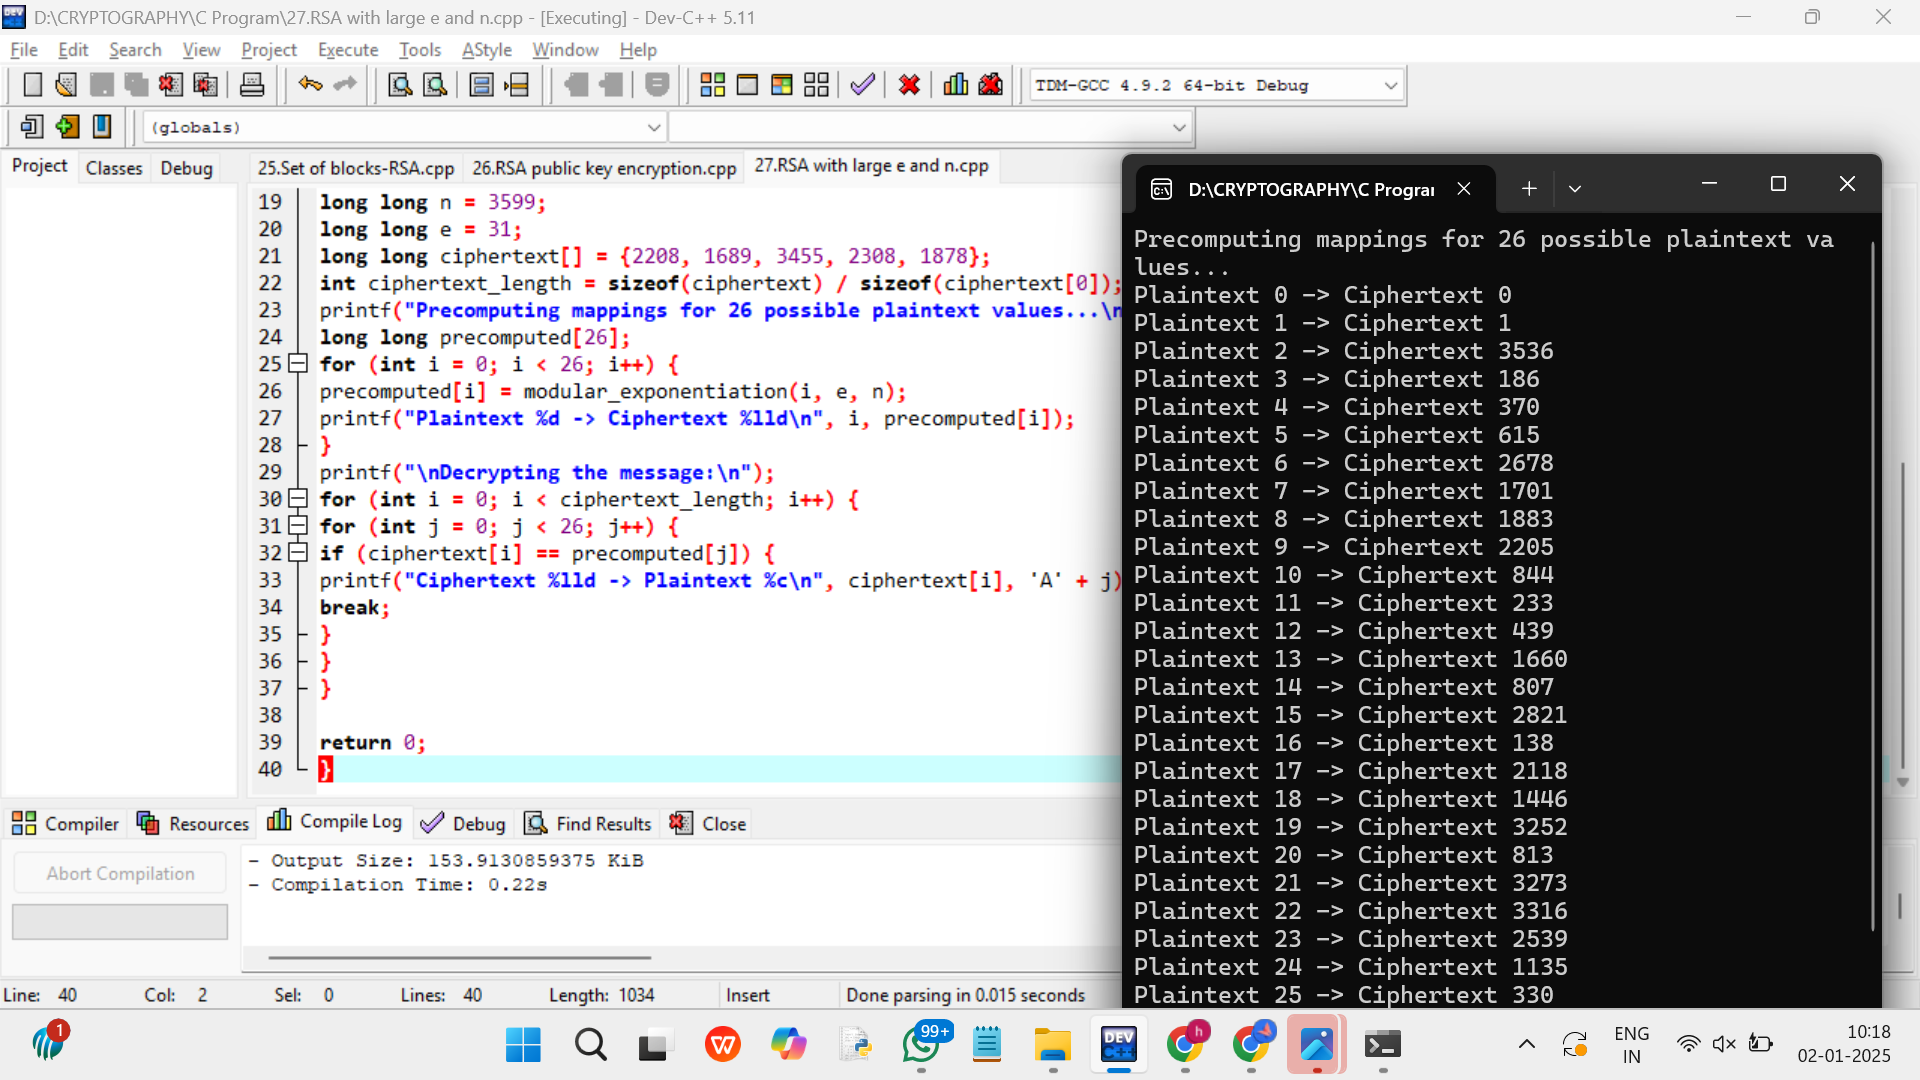 D:\CRYPTOGRAPHY\C Program\27.RSA with large e and n.cpp - [Executing] - Dev-C++ 5.11
File Edit Search View Project Execute Tools AStyle Window Help
TDM-GCC 4.9.2 64-bit Debug
(globals)
Project Classes Debug
25.Set of blocks-RSA.cpp 26.RSA public key encryption.cpp 27.RSA with large e and n.cpp
19 long long n = 3599;
20 long long e = 31;
21 long long ciphertext[] = {2208, 1689, 3455, 2308, 1878};
22 int ciphertext_length = sizeof(ciphertext) / sizeof(ciphertext[0]);
23 printf("Precomputing mappings for 26 possible plaintext values...\n
24 long long precomputed[26];
25 for (int i = 0; i < 26; i++) {
26 precomputed[i] = modular_exponentiation(i, e, n);
27 printf("Plaintext %d -> Ciphertext %lld\n", i, precomputed[i]);
28 }
29 printf("\nDecrypting the message:\n");
30 for (int i = 0; i < ciphertext_length; i++) {
31 for (int j = 0; j < 26; j++) {
32 if (ciphertext[i] == precomputed[j]) {
33 printf("Ciphertext %lld -> Plaintext %c\n", ciphertext[i], 'A' + j)
34 break;
35 }
36 }
37 }
38
39 return 0;
40 }
D:\CRYPTOGRAPHY\C Program
Precomputing mappings for 26 possible plaintext va
lues...
Plaintext 0 -> Ciphertext 0
Plaintext 1 -> Ciphertext 1
Plaintext 2 -> Ciphertext 3536
Plaintext 3 -> Ciphertext 186
Plaintext 4 -> Ciphertext 370
Plaintext 5 -> Ciphertext 615
Plaintext 6 -> Ciphertext 2678
Plaintext 7 -> Ciphertext 1701
Plaintext 8 -> Ciphertext 1883
Plaintext 9 -> Ciphertext 2205
Plaintext 10 -> Ciphertext 844
Plaintext 11 -> Ciphertext 233
Plaintext 12 -> Ciphertext 439
Plaintext 13 -> Ciphertext 1660
Plaintext 14 -> Ciphertext 807
Plaintext 15 -> Ciphertext 2821
Plaintext 16 -> Ciphertext 138
Plaintext 17 -> Ciphertext 2118
Plaintext 18 -> Ciphertext 1446
Plaintext 19 -> Ciphertext 3252
Plaintext 20 -> Ciphertext 813
Plaintext 21 -> Ciphertext 3273
Plaintext 22 -> Ciphertext 3316
Plaintext 23 -> Ciphertext 2539
Plaintext 24 -> Ciphertext 1135
Plaintext 25 -> Ciphertext 330
Compiler Resources Compile Log Debug Find Results Close
Abort Compilation
- Output Size: 153.9130859375 KiB
- Compilation Time: 0.22s
Line: 40 Col: 2 Sel: 0 Lines: 40 Length: 1034 Insert Done parsing in 0.015 seconds
1
99+
DEV
C++
h
ENG
IN
10:18
02-01-2025